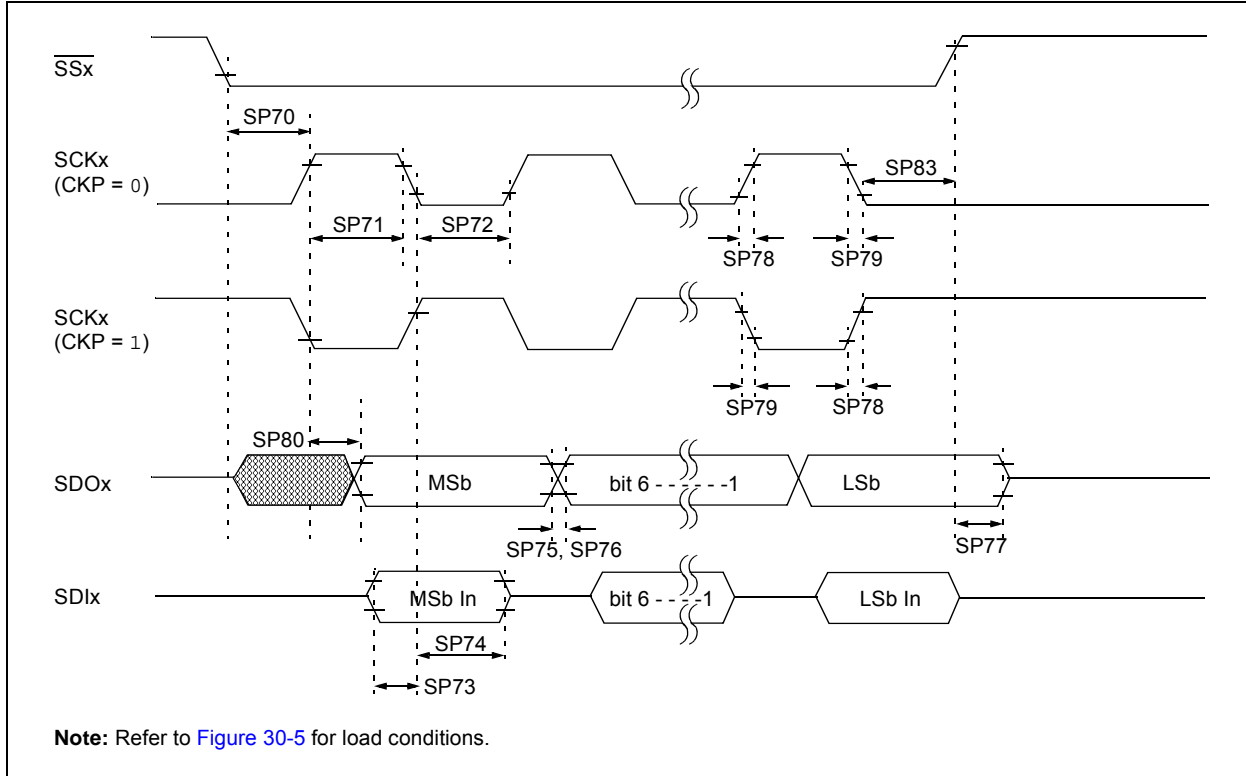 SSx
SP70
SCKx
(CKP = 0)
SP83
SP71
SP72
SP78
SP79
SCKx
(CKP = 1)
SP79
SP78
SP80
SDOx
MSb
bit 6 - - - - - -1
LSb
SP75, SP76
SP77
SDIx
MSb In
bit 6 - - - -1
LSb In
SP74
SP73
Note: Refer to Figure 30-5 for load conditions.